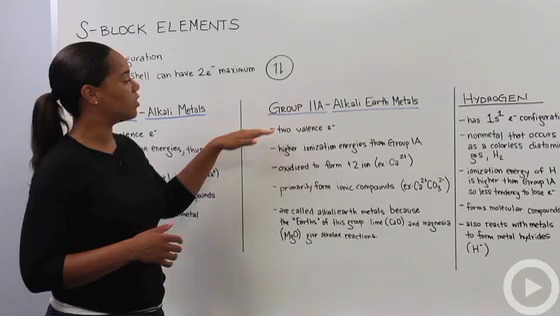 S-BLOCK ELEMENTS
shell can have 2e⁻ maximum
- Alkali Metals
valence e⁻
energies, thus
metal
GROUP IIA - Alkali Earth Metals
- two valence e⁻
- higher ionization energies than Group IA
- oxidized to form +2 ion (ex: Ca²⁺)
- primarily form ionic compounds (ex: Ca²⁺CO₃²⁻)
- are called alkali earth metals because
the "Earths" of this group lime (CaO) and magnesia
(MgO) give alkaline reactions.
HYDROGEN
- has 1s¹ e⁻ configurati
- nonmetal that occurs
as a colorless diatomi
gas, H₂
- ionization energy of H
is higher than Group IA
so less tendency to lose e⁻
- forms molecular compounds
- also reacts with metals
to form metal hydrides
(H⁻)